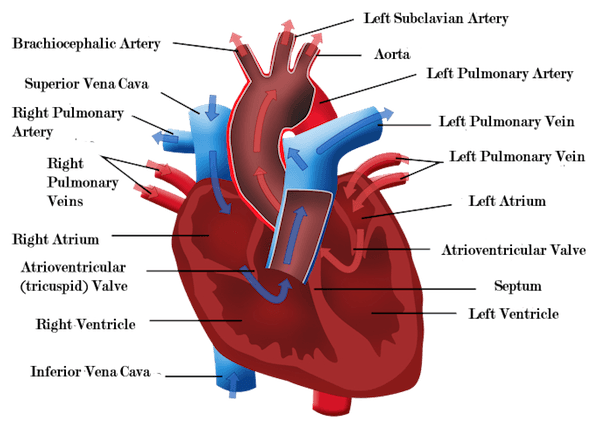 Brachiocephalic Artery
Superior Vena Cava
Right Pulmonary
Artery
Right
Pulmonary
Veins
Right Atrium
Atrioventricular
(tricuspid) Valve
Right Ventricle
Inferior Vena Cava
Left Subclavian Artery
Aorta
Left Pulmonary Artery
Left Pulmonary Vein
Left Pulmonary Vein
Left Atrium
Atrioventricular Valve
Septum
Left Ventricle